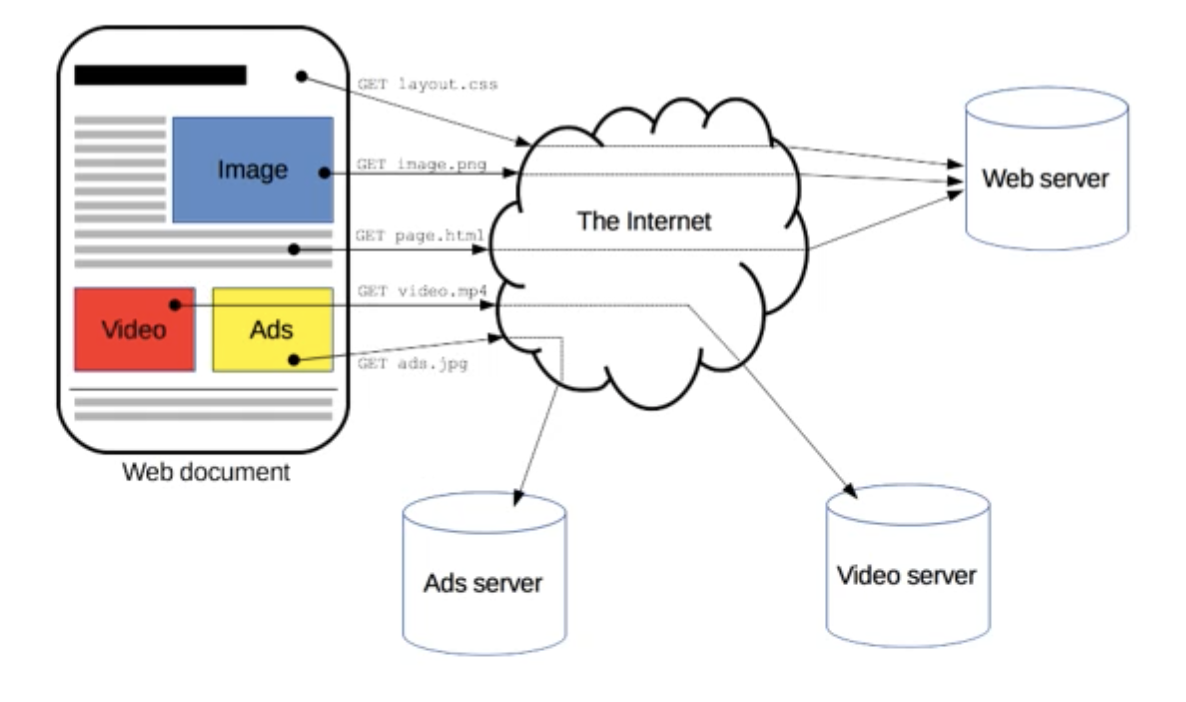 GET layout.css
Image
GET image.png
Web server
The Internet
GET page.html
GET video.mp4
Video
Ads
GET ads.jpg
Web document
Ads server
Video server